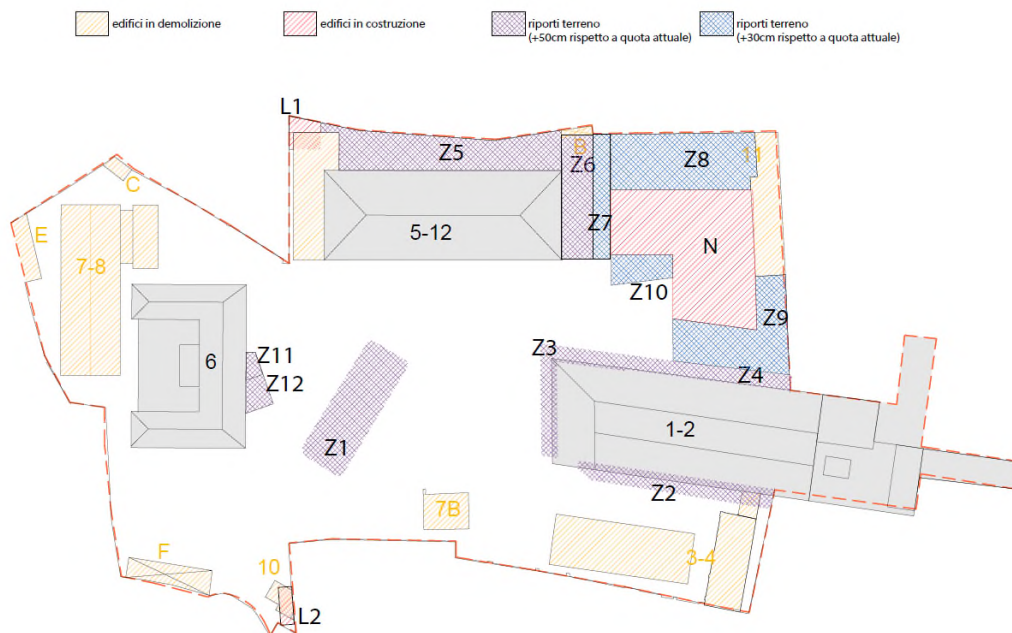 edifici in demolizione
edifici in costruzione
riporti terreno
(+50cm rispetto a quota attuale)
riporti terreno
(+30cm rispetto a quota attuale)
L1
B
Z5
Z6
Z8
11
C
E
7-8
5-12
Z7
N
Z10
Z9
6
Z11
Z12
Z3
Z4
Z1
1-2
Z2
7B
3-4
F
10
L2